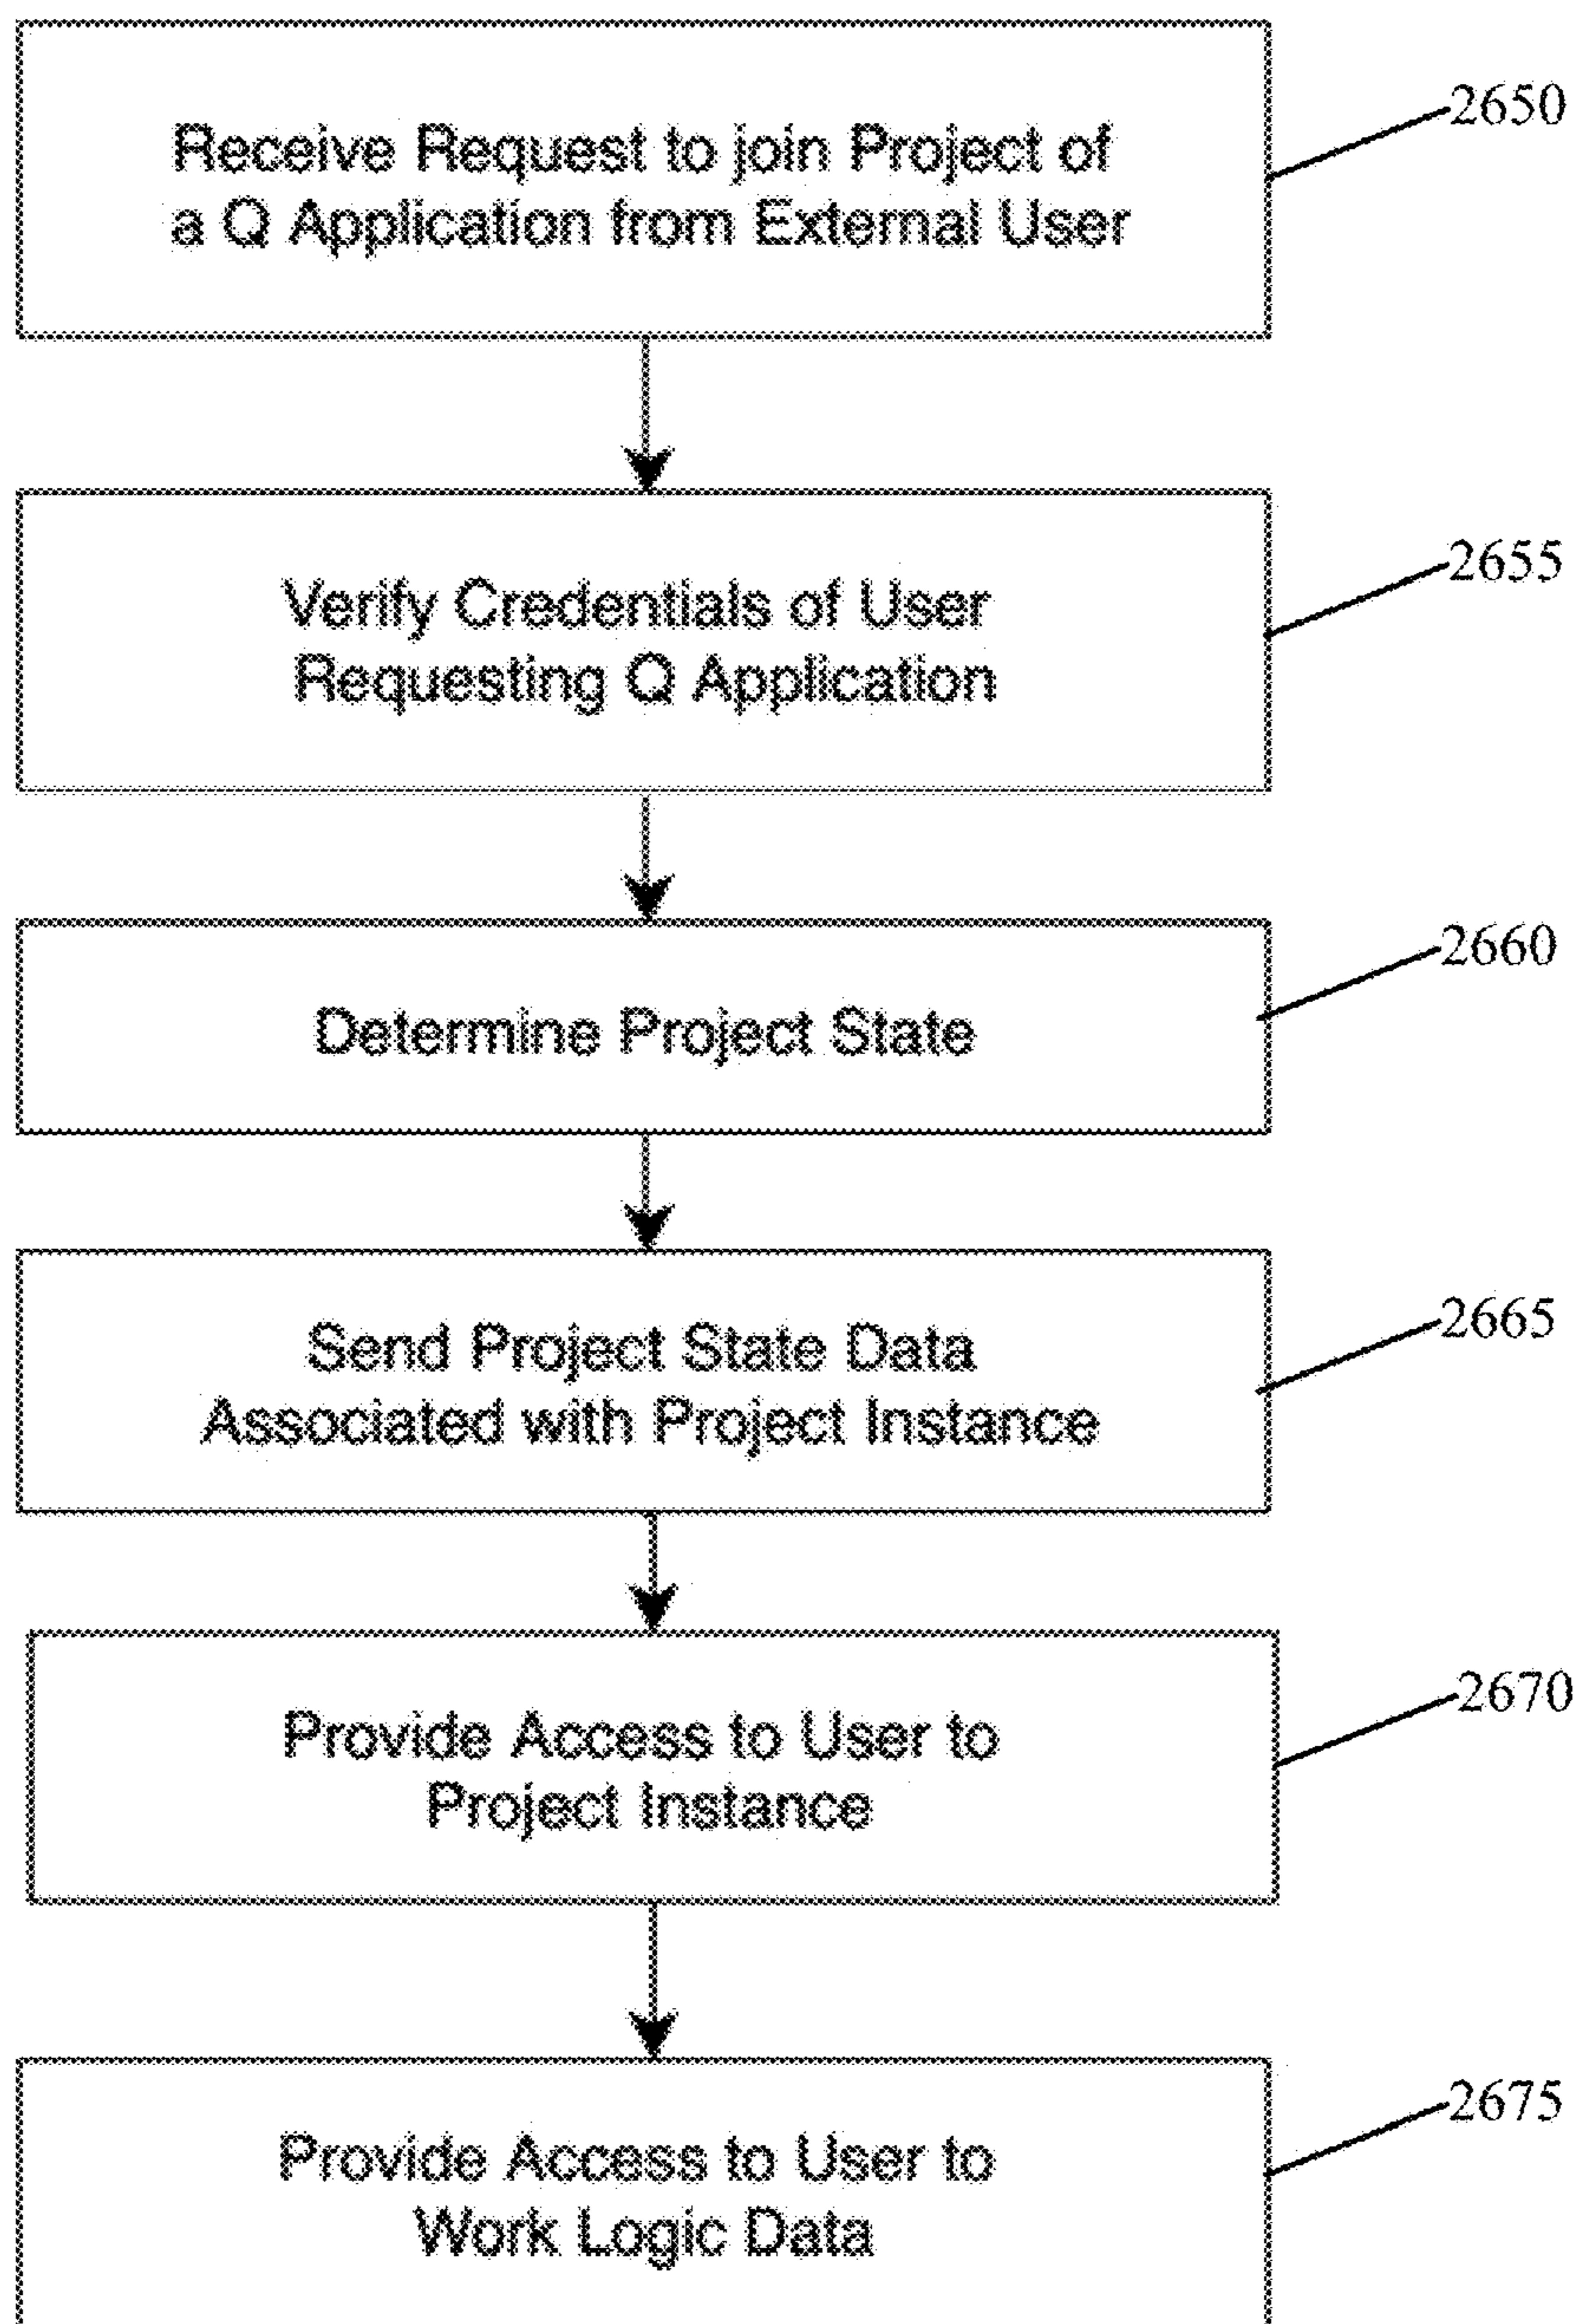 Receive Request to join Project of
a Q Application from External User
2650
Verify Credentials of User
Requesting Q Application
2655
Determine Project State
2660
Send Project State Data
Associated with Project Instance
2665
Provide Access to User to
Project Instance
2670
Provide Access to User to
Work Logic Data
2675